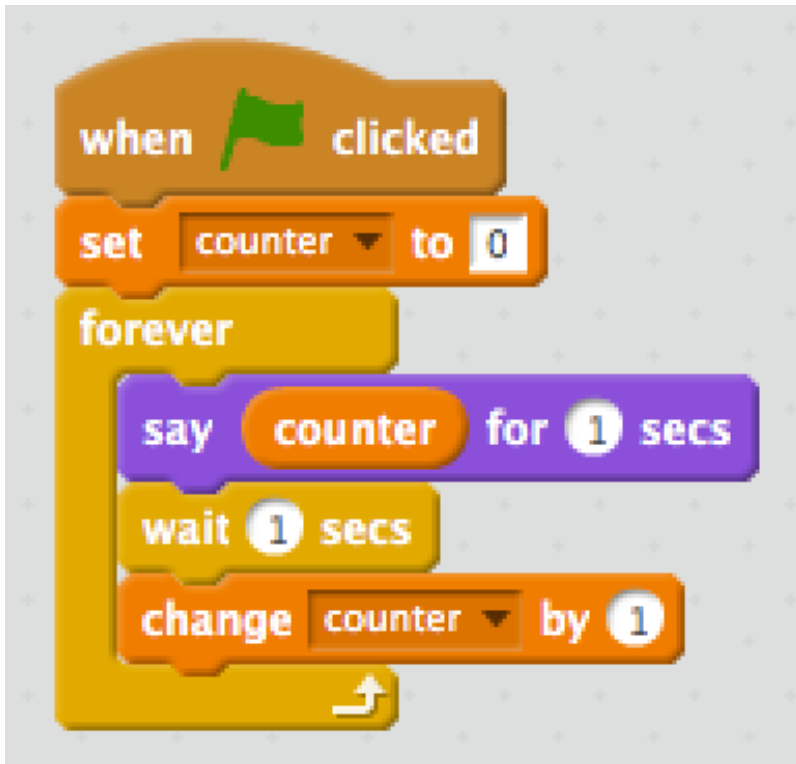 when clicked
set counter to 0
forever
say counter for 1 secs
wait 1 secs
change counter by 1